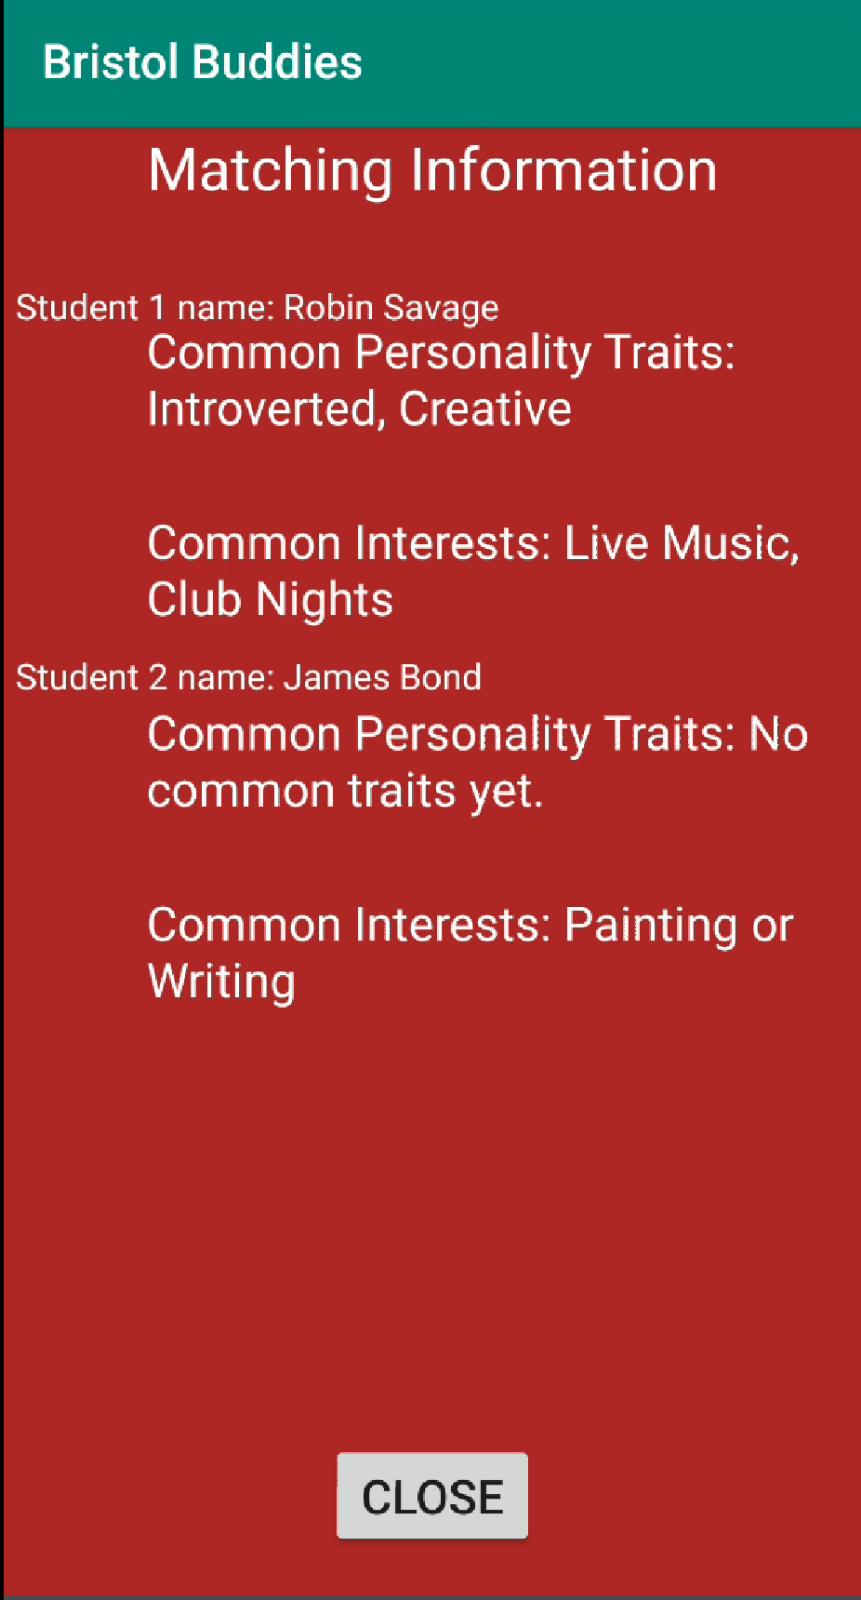 Bristol Buddies
Matching Information
Student 1 name: Robin Savage
Common Personality Traits:
Introverted, Creative
Common Interests: Live Music,
Club Nights
Student 2 name: James Bond
Common Personality Traits: No
common traits yet.
Common Interests: Painting or
Writing
CLOSE